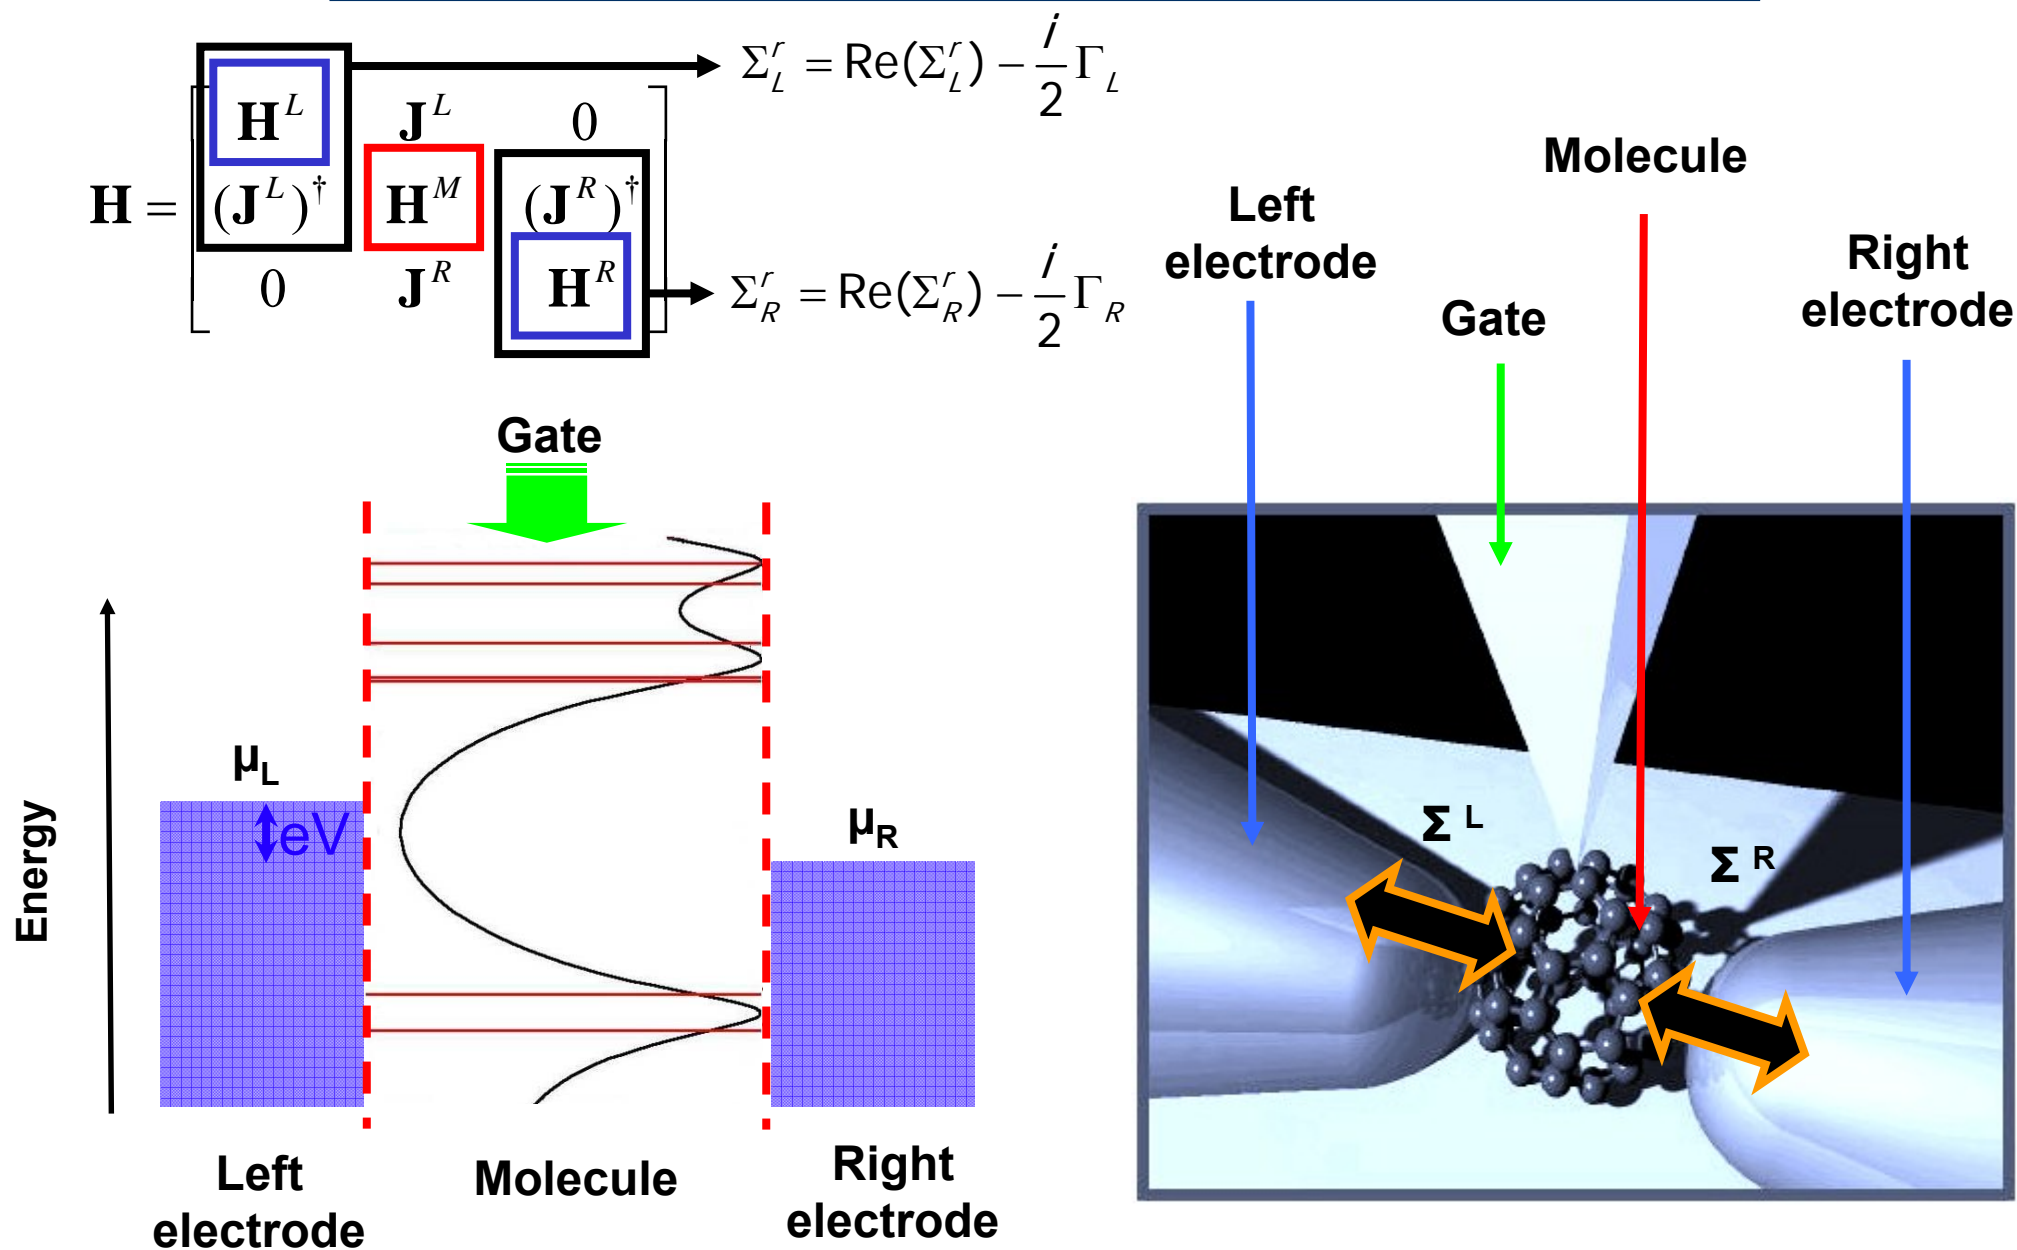 Σ_L^r = Re(Σ_L^r) − i/2 Γ_L
H = [ H^L J^L 0
(J^L)^† H^M (J^R)^†
0 J^R H^R ]
Σ_R^r = Re(Σ_R^r) − i/2 Γ_R
Molecule
Left
electrode
Gate
Right
electrode
Gate
Energy
μ_L
eV
μ_R
Left
electrode
Molecule
Right
electrode
Σ^L
Σ^R